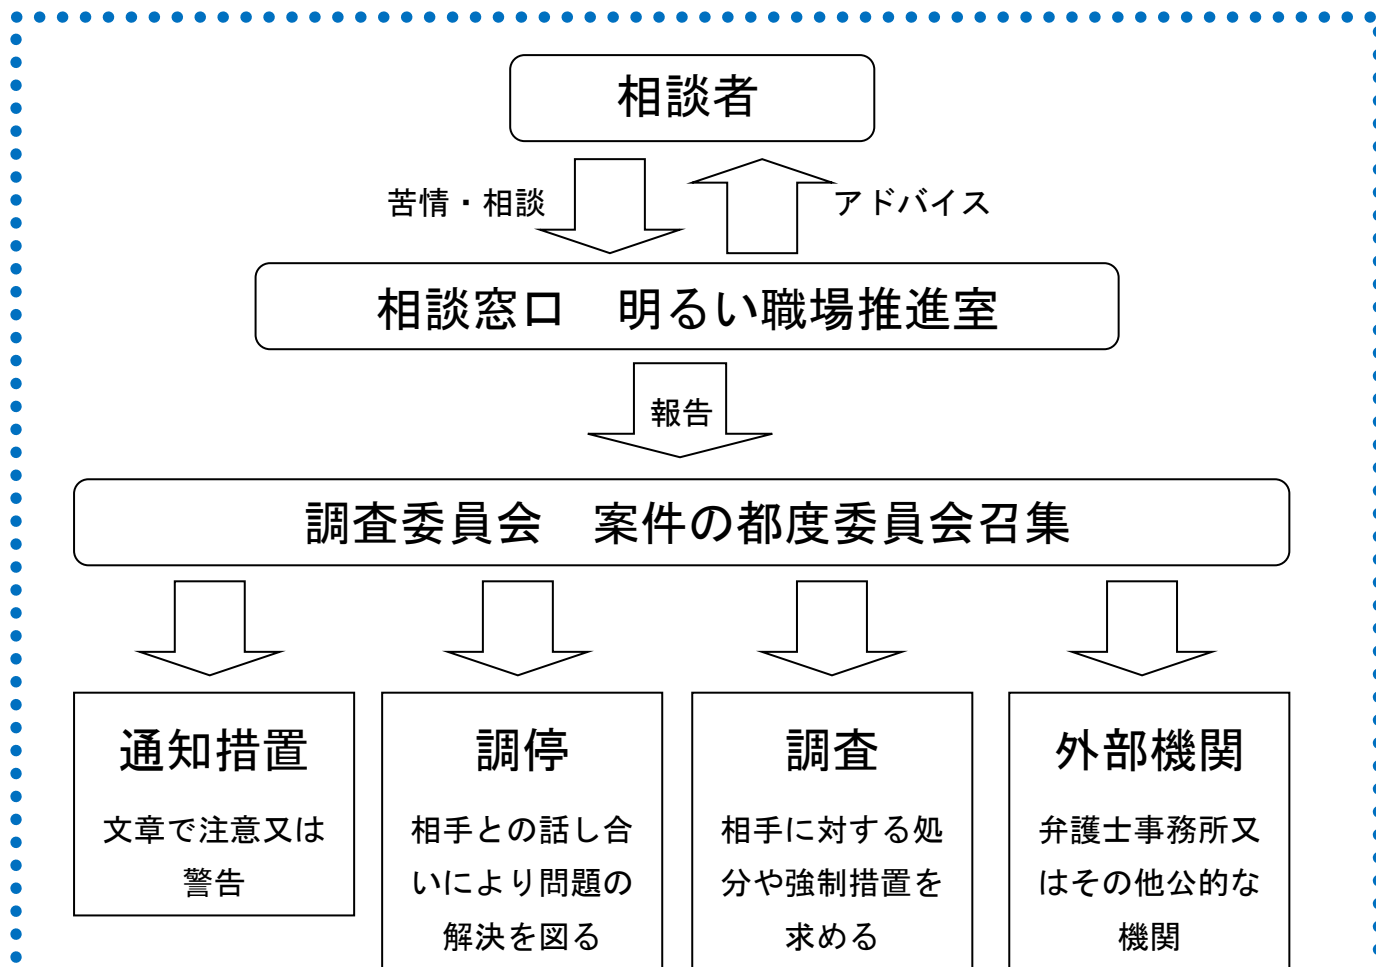 相談者
苦情・相談
アドバイス
相談窓口　明るい職場推進室
報告
調査委員会　案件の都度委員会召集
通知措置
文章で注意又は
警告
調停
相手との話し合
いにより問題の
解決を図る
調査
相手に対する処
分や強制措置を
求める
外部機関
弁護士事務所又
はその他公的な
機関